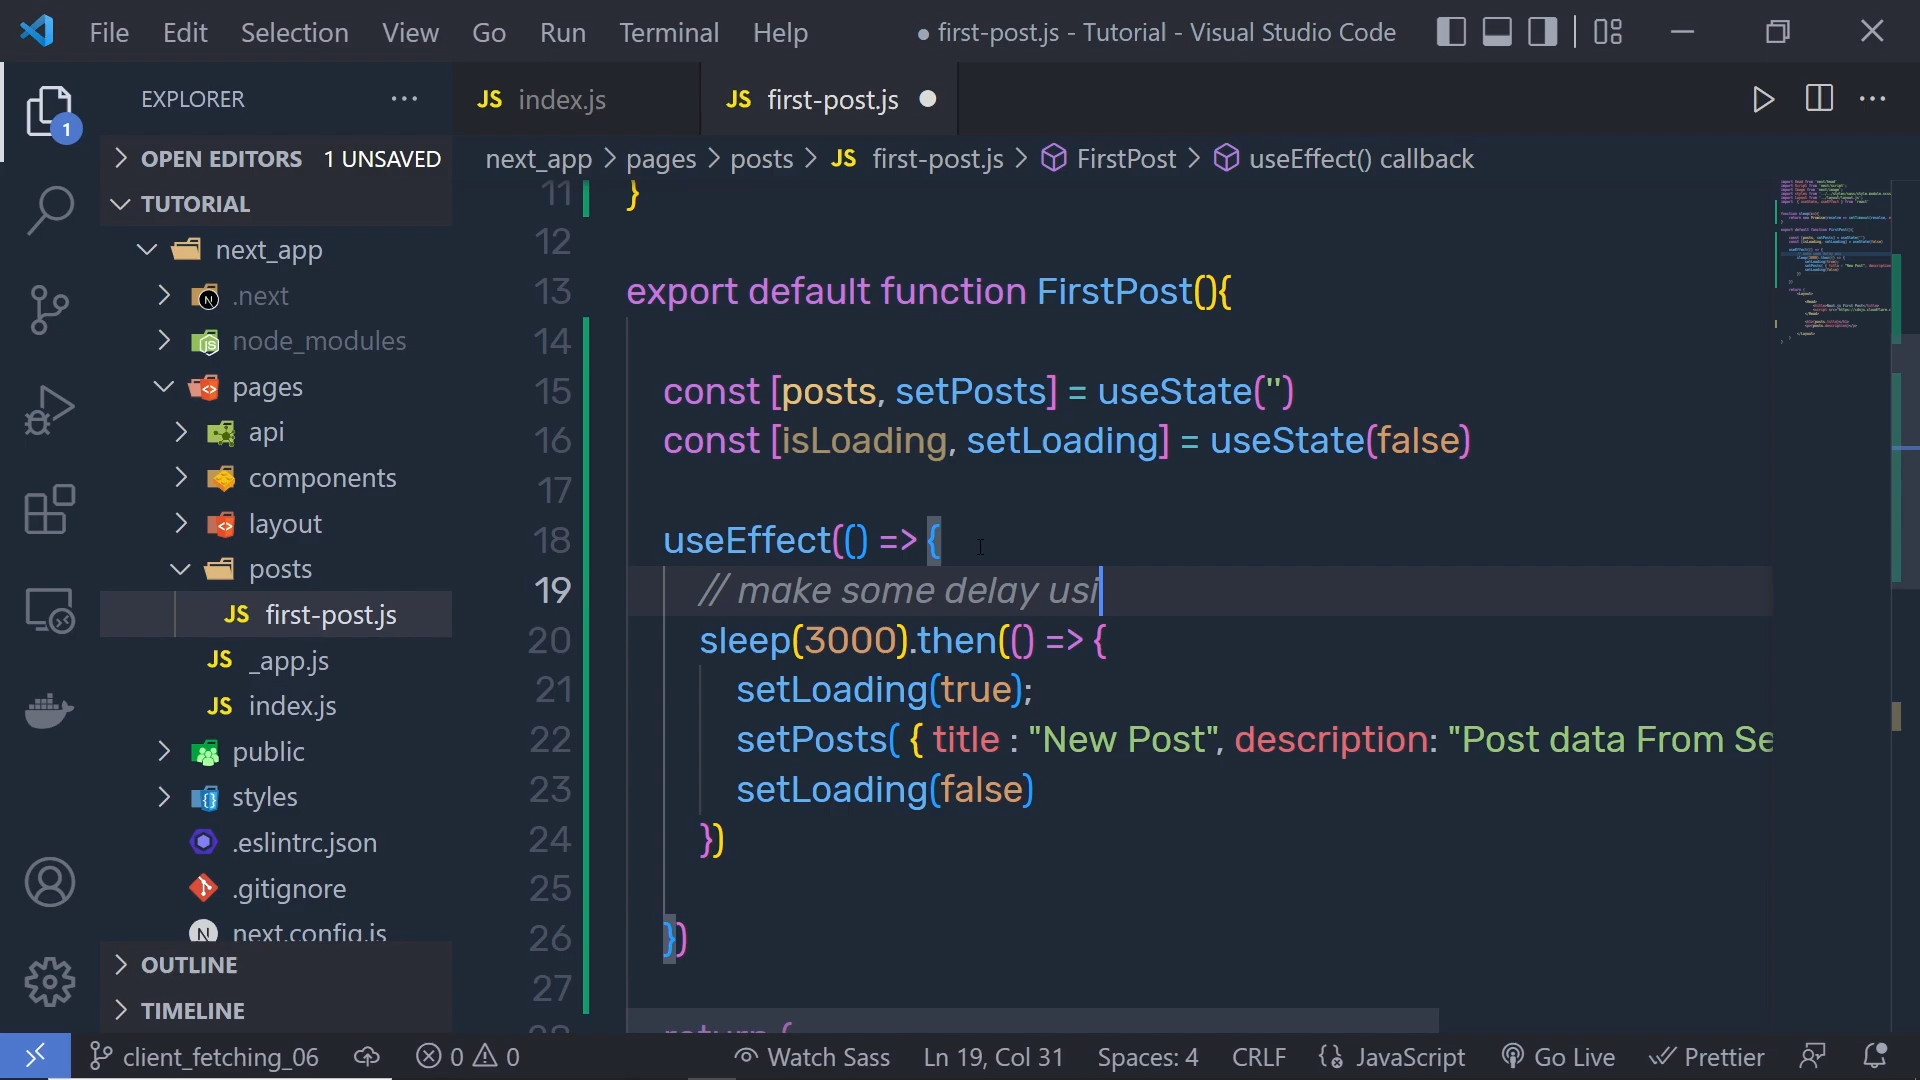 File Edit Selection View Go Run Terminal Help ● first-post.js - Tutorial - Visual Studio Code
EXPLORER ···
JS index.js
JS first-post.js ●
1
OPEN EDITORS 1 UNSAVED
TUTORIAL
next_app
.next
node_modules
pages
api
components
layout
posts
JS first-post.js
JS _app.js
JS index.js
public
styles
.eslintrc.json
.gitignore
next.config.js
OUTLINE
TIMELINE
next_app > pages > posts > JS first-post.js > FirstPost > useEffect() callback
11 }
12
13 export default function FirstPost(){
14
15 const [posts, setPosts] = useState('')
16 const [isLoading, setLoading] = useState(false)
17
18 useEffect(() => {
19 // make some delay usi
20 sleep(3000).then(() => {
21 setLoading(true);
22 setPosts( { title : "New Post", description: "Post data From Se
23 setLoading(false)
24 })
25
26 })
27
28 return (
client_fetching_06 0 0 Watch Sass Ln 19, Col 31 Spaces: 4 CRLF JavaScript Go Live Prettier